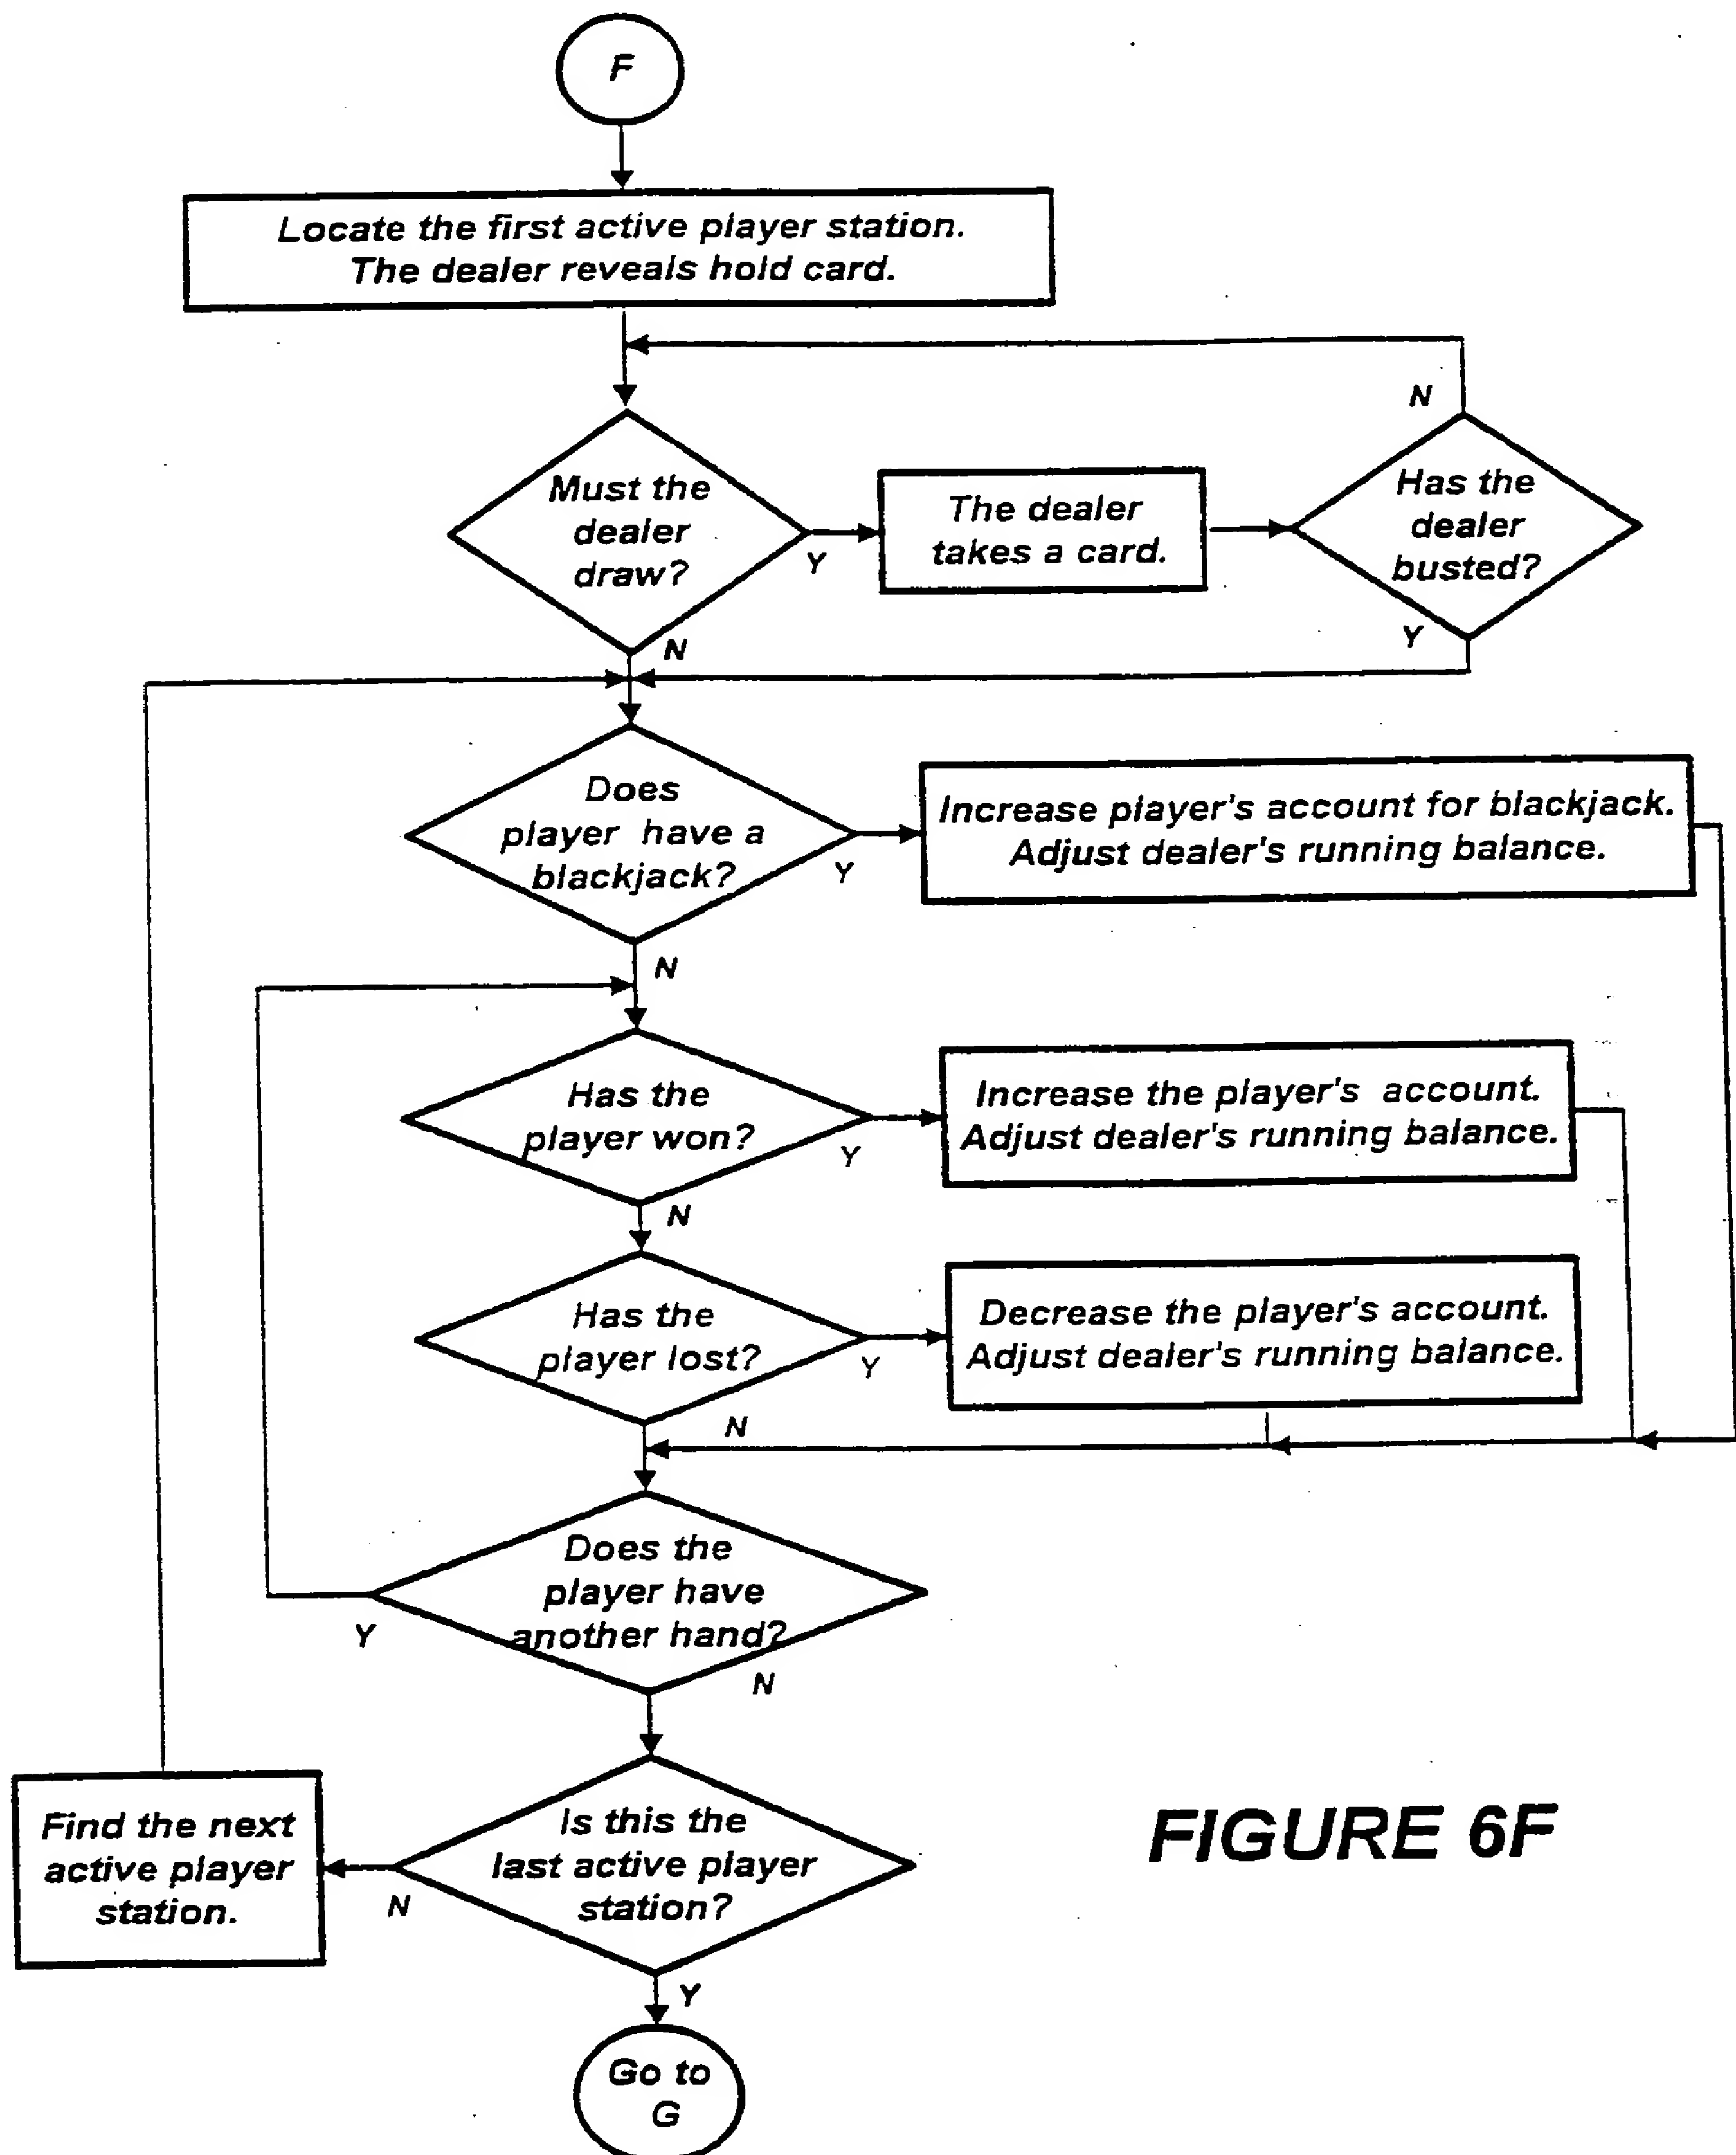 F
Locate the first active player station.
The dealer reveals hold card.
N
Must the
dealer
draw?
Y
The dealer
takes a card.
Has the
dealer
busted?
Y
N
Does
player have a
blackjack?
Y
Increase player's account for blackjack.
Adjust dealer's running balance.
N
Has the
player won?
Y
Increase the player's account.
Adjust dealer's running balance.
N
Has the
player lost?
Y
Decrease the player's account.
Adjust dealer's running balance.
N
Does the
player have
another hand?
Y
N
Find the next
active player
station.
N
Is this the
last active player
station?
Y
Go to
G
FIGURE 6F